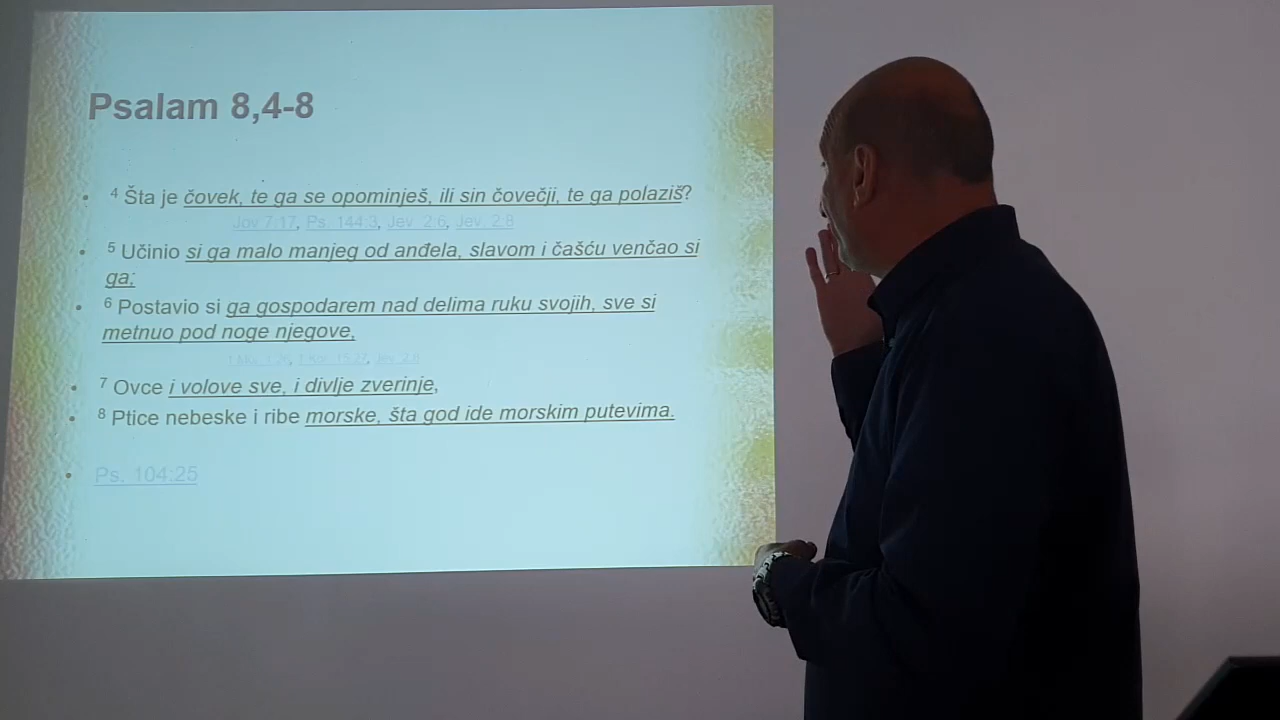 Psalam 8,4-8
• 4 Šta je čovek, te ga se opominješ, ili sin čovečji, te ga polaziš?
Jov 7:17, Ps. 144:3, Jev. 2:6, Jev. 2:8
• 5 Učinio si ga malo manjeg od anđela, slavom i čašću venčao si
ga;
• 6 Postavio si ga gospodarem nad delima ruku svojih, sve si
metnuo pod noge njegove,
• 7 Ovce i volove sve, i divlje zverinje,
• 8 Ptice nebeske i ribe morske, šta god ide morskim putevima.
• Ps. 104:25